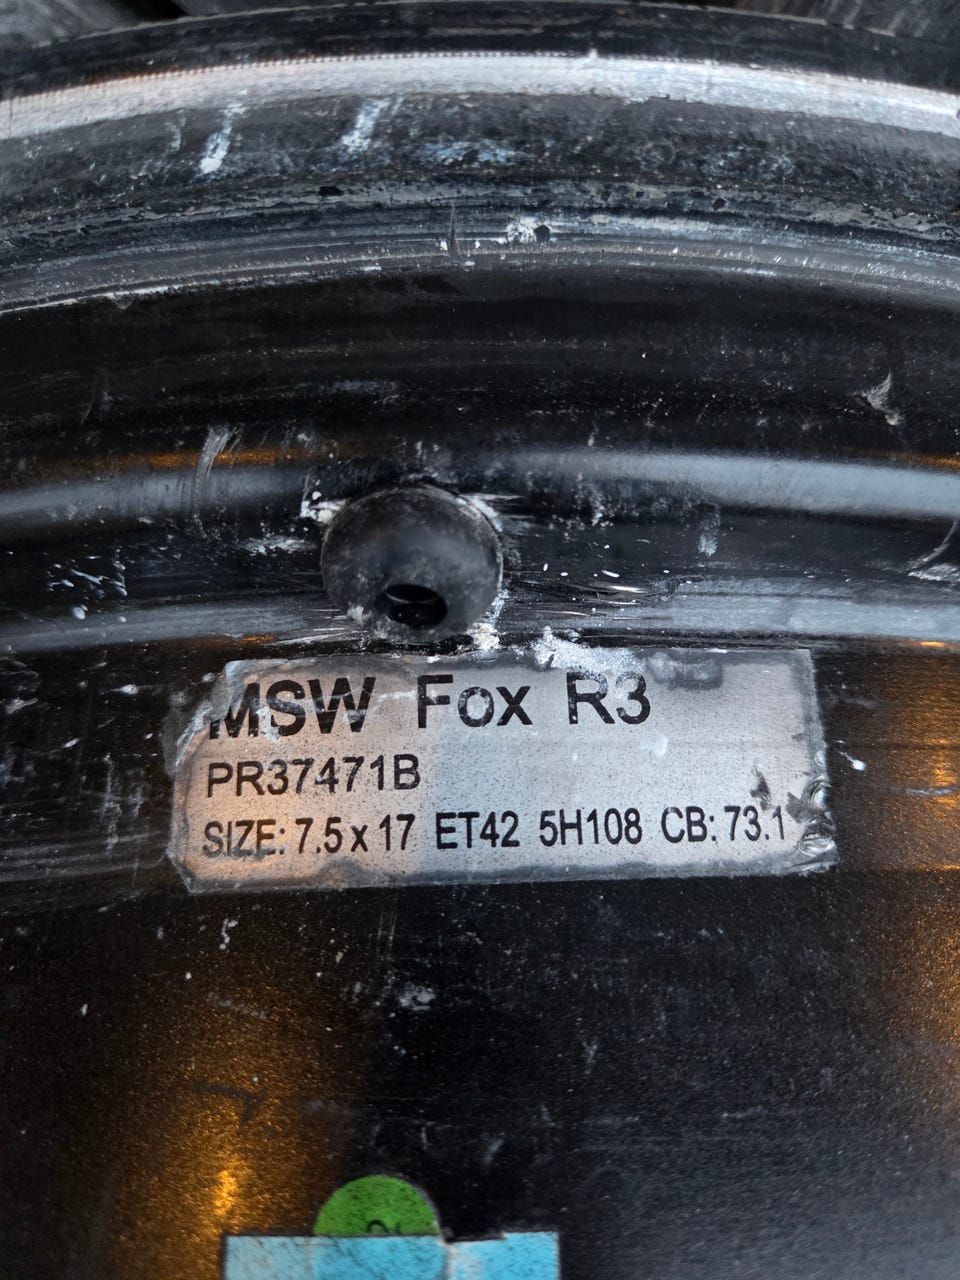 MSW Fox R3
PR37471B
SIZE: 7.5 x 17 ET42 5H108 CB: 73.1